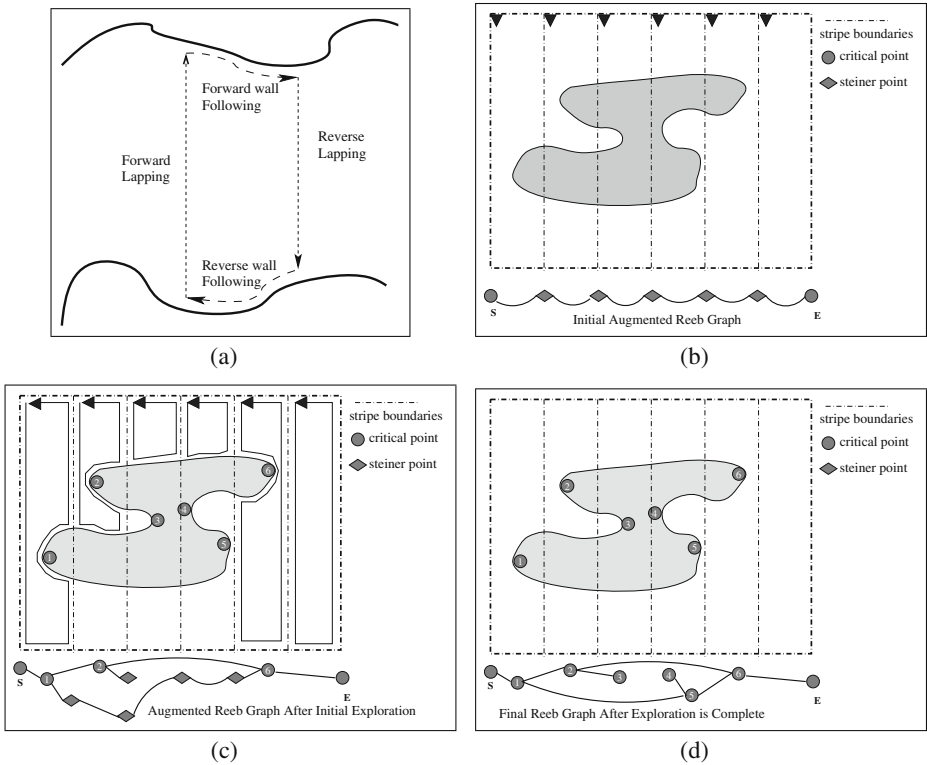 Forward wall
Following
Forward
Lapping
Reverse
Lapping
Reverse wall
Following
(a)
stripe boundaries
critical point
steiner point
S
E
Initial Augmented Reeb Graph
(b)
stripe boundaries
critical point
steiner point
2
6
4
3
5
1
S
1
2
6
E
Augmented Reeb Graph After Initial Exploration
(c)
stripe boundaries
critical point
steiner point
2
6
4
3
5
1
S
1
2
3
4
5
6
E
Final Reeb Graph After Exploration is Complete
(d)